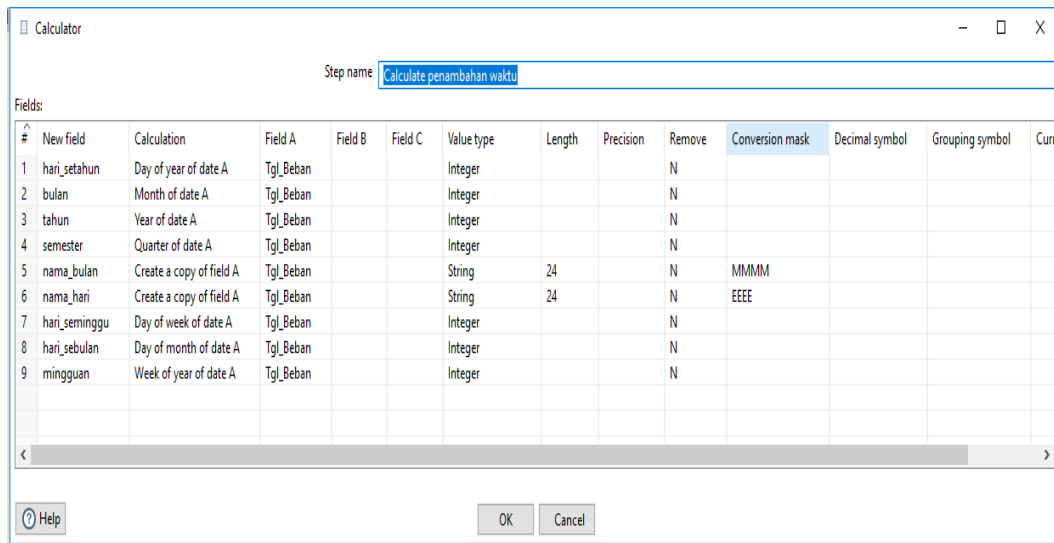 Calculator
Step name Calculate penambahan waktu
Fields:
# New field Calculation Field A Field B Field C Value type Length Precision Remove Conversion mask Decimal symbol Grouping symbol Curr
1 hari_setahun Day of year of date A Tgl_Beban Integer N
2 bulan Month of date A Tgl_Beban Integer N
3 tahun Year of date A Tgl_Beban Integer N
4 semester Quarter of date A Tgl_Beban Integer N
5 nama_bulan Create a copy of field A Tgl_Beban String 24 N MMMM
6 nama_hari Create a copy of field A Tgl_Beban String 24 N EEEE
7 hari_seminggu Day of week of date A Tgl_Beban Integer N
8 hari_sebulan Day of month of date A Tgl_Beban Integer N
9 mingguan Week of year of date A Tgl_Beban Integer N
? Help OK Cancel